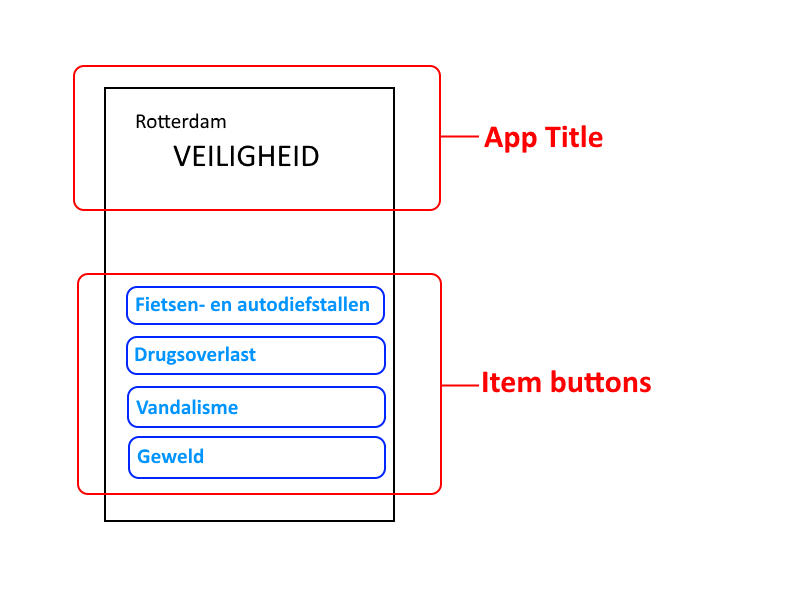 Rotterdam
VEILIGHEID
App Title
Fietsen- en autodiefstallen
Drugsoverlast
Vandalisme
Item buttons
Geweld